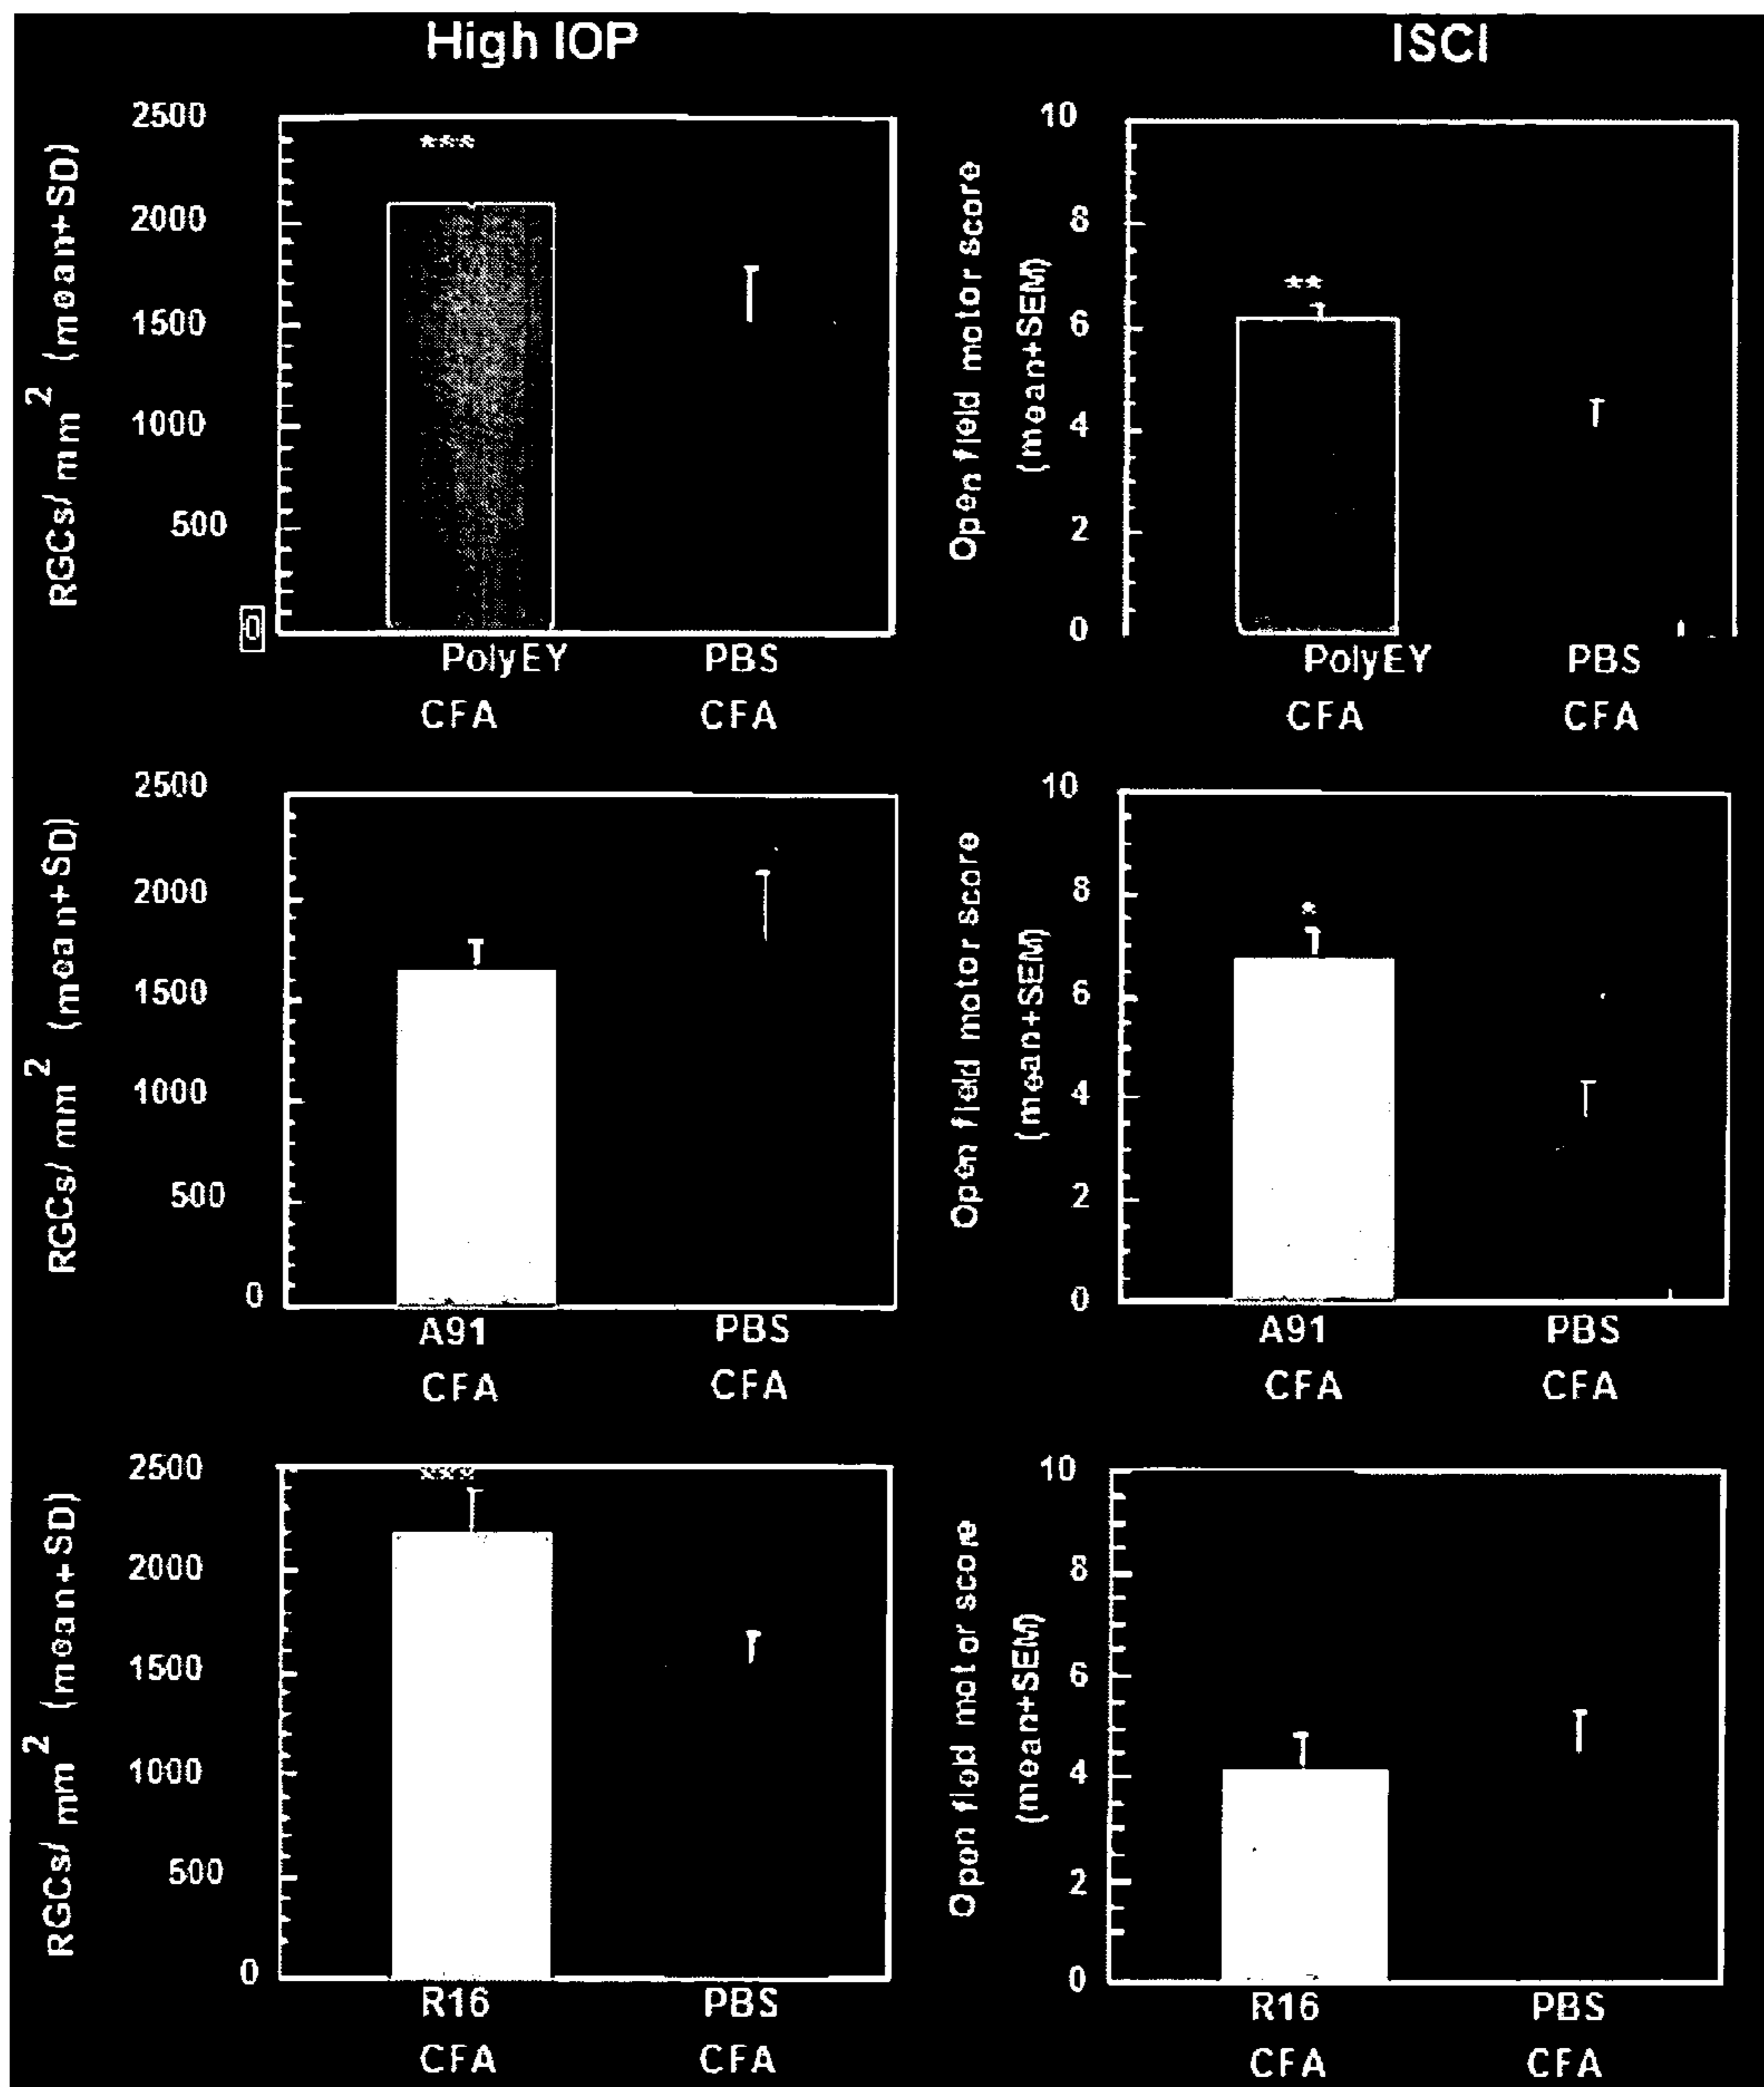 High IOP
ISCI
RGCs/mm2 (mean+SD)
2500
2000
1500
1000
500
0
***
PolyEY
PBS
CFA
CFA
Open field motor score
(mean+SEM)
10
8
6
4
2
0
**
PolyEY
PBS
CFA
CFA
RGCs/mm2 (mean+SD)
2500
2000
1500
1000
500
0
A91
PBS
CFA
CFA
Open field motor score
(mean+SEM)
10
8
6
4
2
0
*
A91
PBS
CFA
CFA
RGCs/mm2 (mean+SD)
2500
2000
1500
1000
500
0
***
R16
PBS
CFA
CFA
Open field motor score
(mean+SEM)
10
8
6
4
2
0
R16
PBS
CFA
CFA